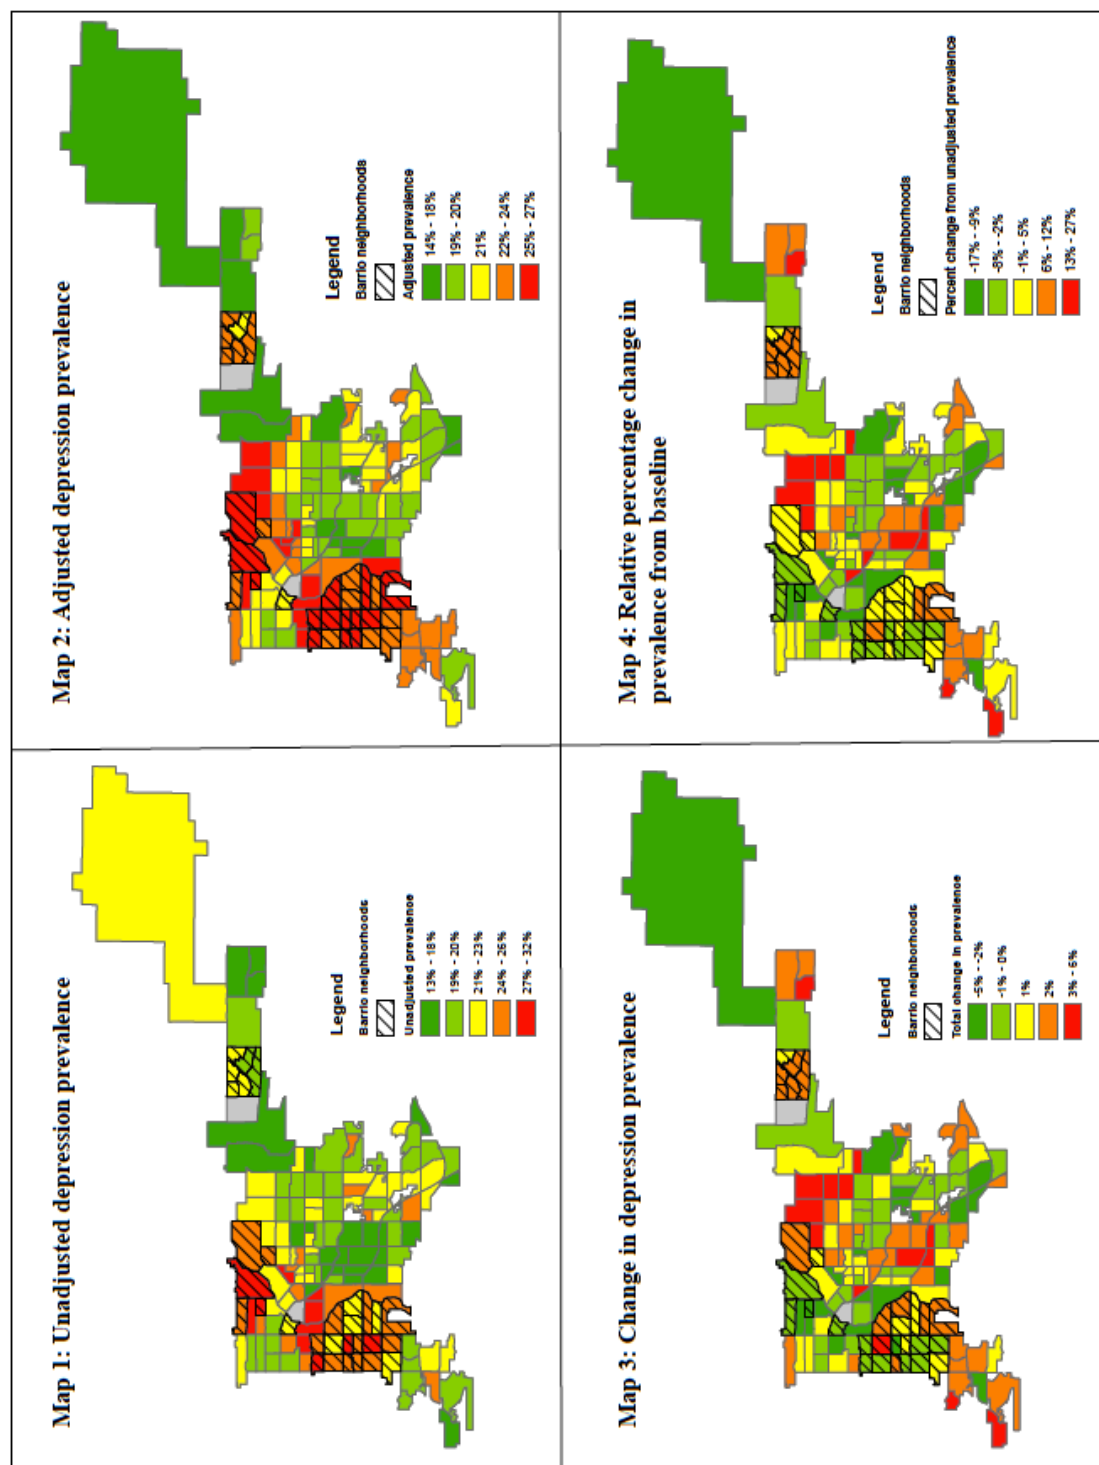 Map 1: Unadjusted depression prevalence
Legend
Barrio neighborhoods
Unadjusted prevalence
13% - 18%
19% - 20%
21% - 23%
24% - 26%
27% - 32%
Map 2: Adjusted depression prevalence
Legend
Barrio neighborhoods
Adjusted prevalence
14% - 18%
19% - 20%
21%
22% - 24%
25% - 27%
Map 3: Change in depression prevalence
Legend
Barrio neighborhoods
Total change in prevalence
-5% - -2%
-1% - 0%
1%
2%
3% - 6%
Map 4: Relative percentage change in
prevalence from baseline
Legend
Barrio neighborhoods
Percent change from unadjusted prevalence
-17% - -9%
-8% - -2%
-1% - 5%
6% - 12%
13% - 27%